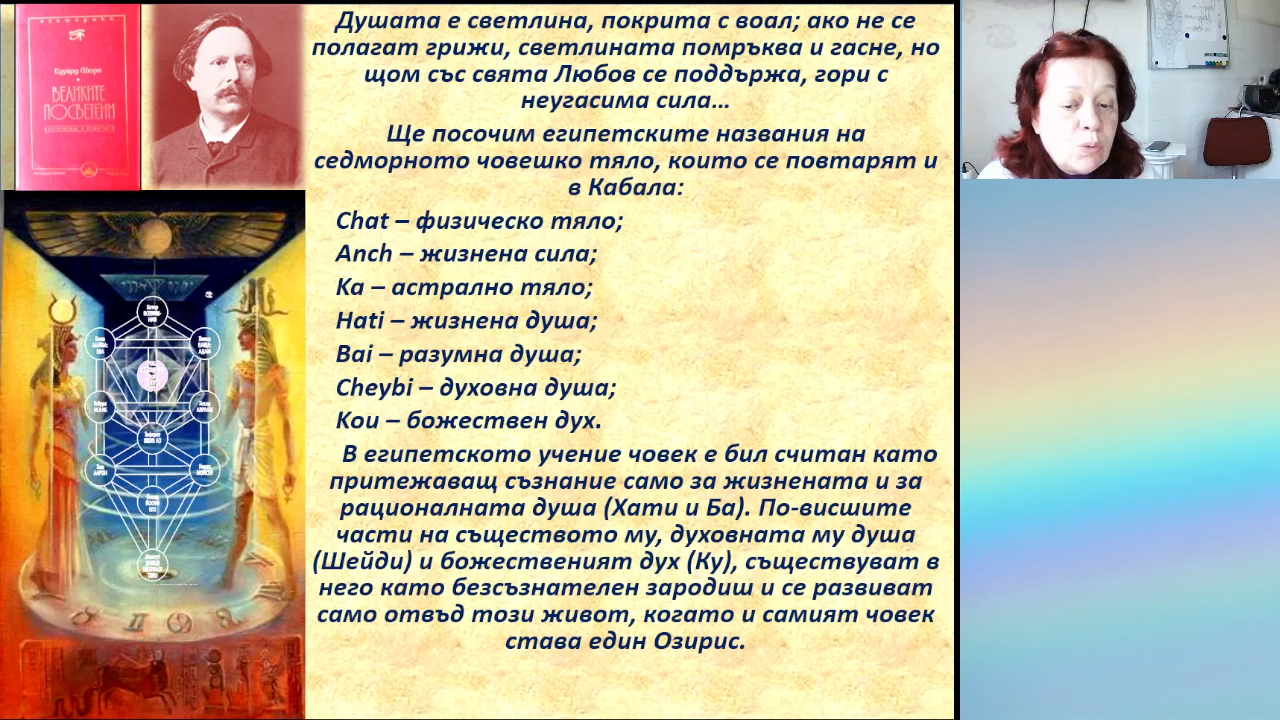 езотерика
Едуард Шюре
ВЕЛИКИТЕ
ПОСВЕТЕНИ
Душата е светлина, покрита с воал; ако не се
полагат грижи, светлината помръква и гасне, но
щом със свята Любов се поддържа, гори с
неугасима сила...
Ще посочим египетските названия на
седморното човешко тяло, които се повтарят и
в Кабала:
Chat – физическо тяло;
Anch – жизнена сила;
Ka – астрално тяло;
Hati – жизнена душа;
Bai – разумна душа;
Cheybi – духовна душа;
Kou – божествен дух.
В египетското учение човек е бил считан като
притежаващ съзнание само за жизнената и за
рационалната душа (Хати и Ба). По-висшите
части на съществото му, духовната му душа
(Шейди) и божественият дух (Ку), съществуват в
него като безсъзнателен зародиш и се развиват
само отвъд този живот, когато и самият човек
става един Озирис.